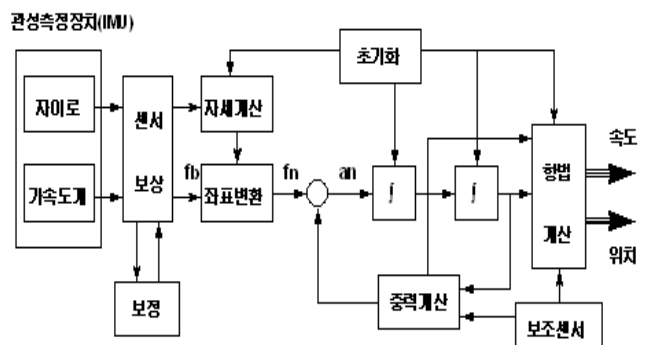 관성측정장치(IMU)
초기화
자이로
센서
보상
자세계산
가속도계
fb
좌표변환
fn
an
∫
∫
항법
계산
속도
위치
보정
중력계산
보조센서